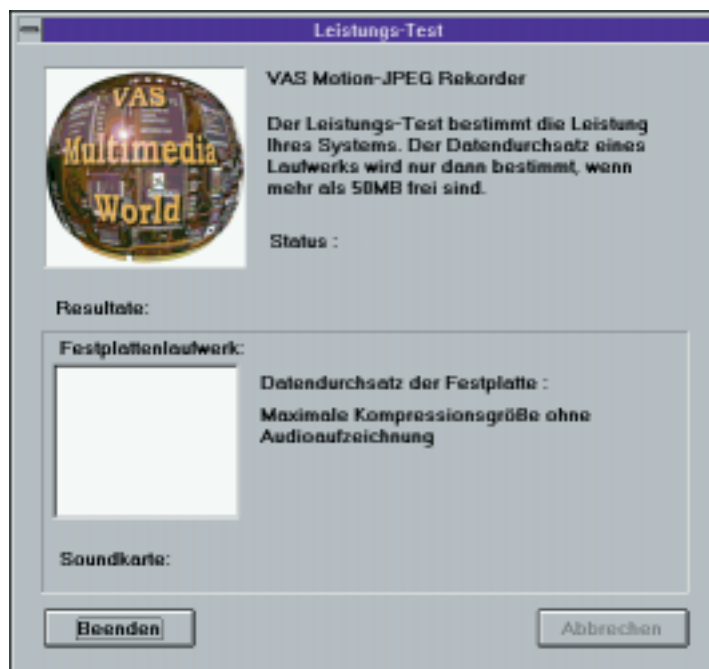 Leistungs-Test
VAS
Multimedia
World
VAS Motion-JPEG Rekorder
Der Leistungs-Test bestimmt die Leistung
Ihres Systems. Der Datendurchsatz eines
Laufwerks wird nur dann bestimmt, wenn
mehr als 50MB frei sind.
Status :
Resultate:
Festplattenlaufwerk:
Datendurchsatz der Festplatte :
Maximale Kompressionsgröße ohne
Audioaufzeichnung
Soundkarte:
Beenden
Abbrechen